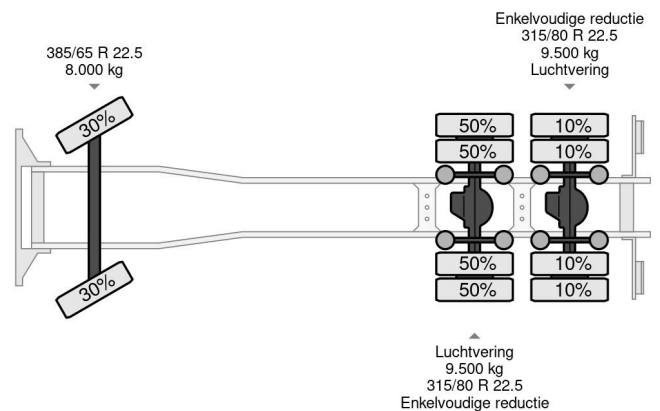 Enkelvoudige reductie
315/80 R 22.5
9.500 kg
Luchtvering
385/65 R 22.5
8.000 kg
30%
50%
10%
50%
10%
50%
10%
30%
50%
10%
Luchtvering
9.500 kg
315/80 R 22.5
Enkelvoudige reductie